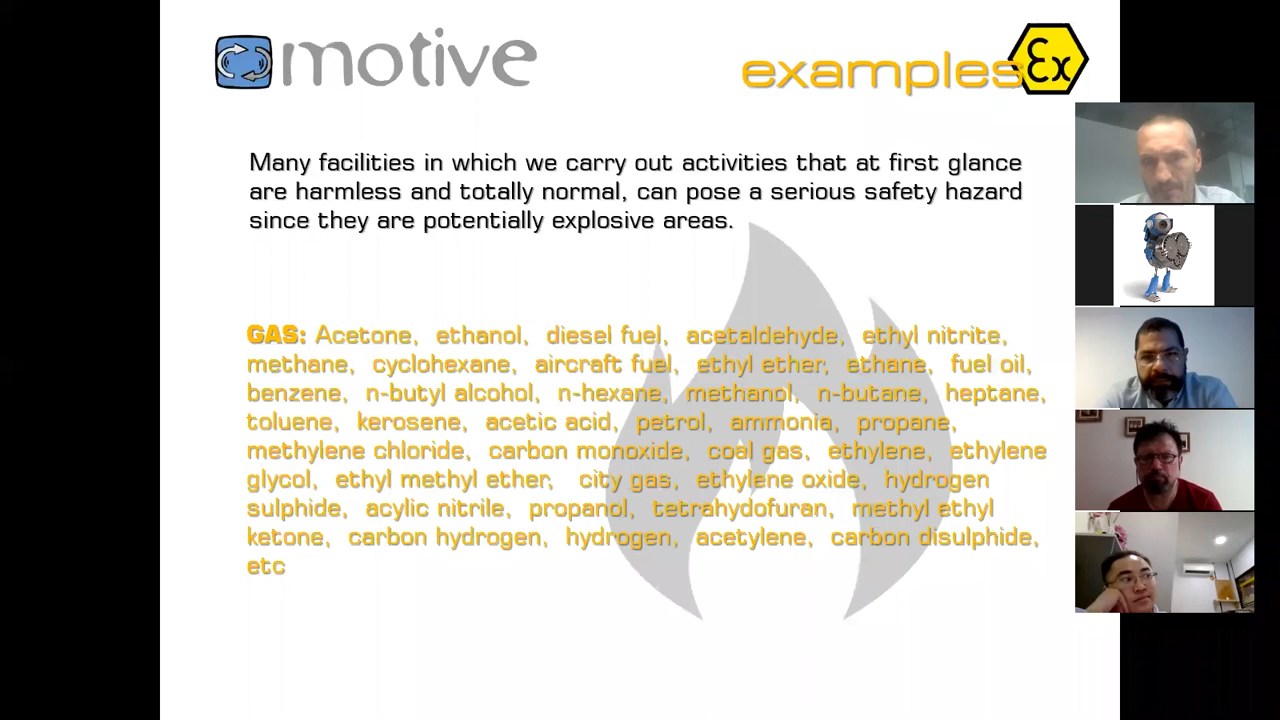 motive
examples
Ex
Many facilities in which we carry out activities that at first glance
are harmless and totally normal, can pose a serious safety hazard
since they are potentially explosive areas.
GAS: Acetone, ethanol, diesel fuel, acetaldehyde, ethyl nitrite,
methane, cyclohexane, aircraft fuel, ethyl ether, ethane, fuel oil,
benzene, n-butyl alcohol, n-hexane, methanol, n-butane, heptane,
toluene, kerosene, acetic acid, petrol, ammonia, propane,
methylene chloride, carbon monoxide, coal gas, ethylene, ethylene
glycol, ethyl methyl ether, city gas, ethylene oxide, hydrogen
sulphide, acylic nitrile, propanol, tetrahydofuran, methyl ethyl
ketone, carbon hydrogen, hydrogen, acetylene, carbon disulphide,
etc